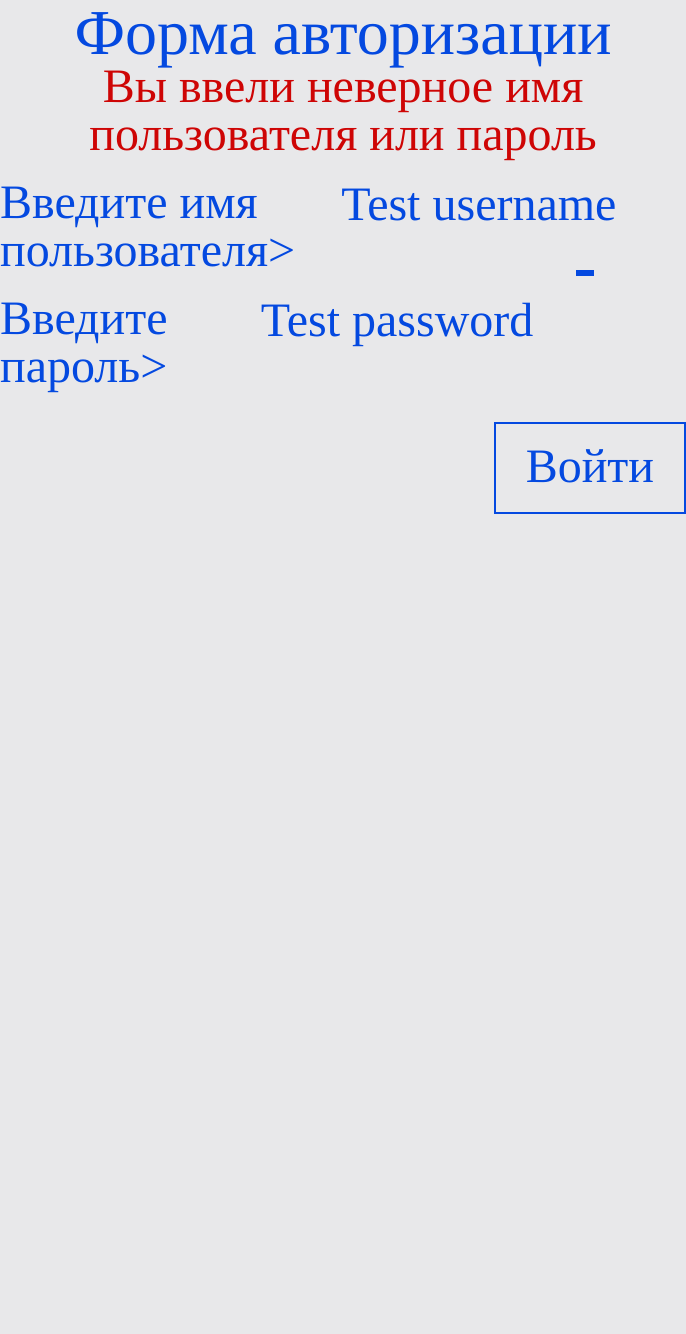 Форма авторизации
Вы ввели неверное имя
пользователя или пароль
Введите имя
пользователя>
Test username
Введите
пароль>
Test password
Войти